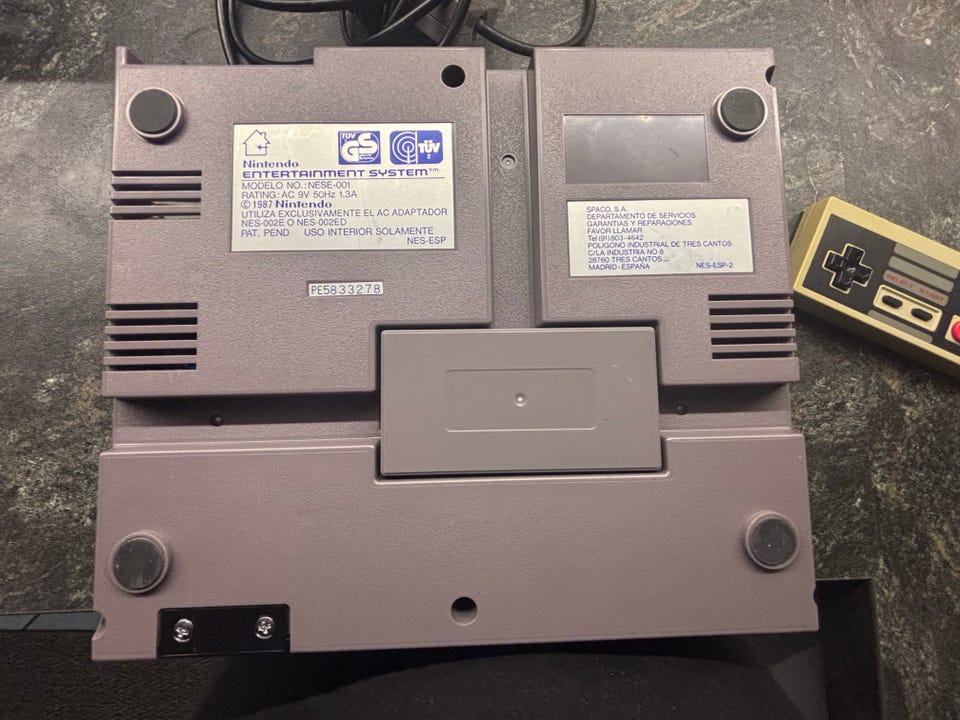 TÜV
GS
TÜV
2
Nintendo
ENTERTAINMENT SYSTEM™
MODELO NO.:NESE-001
RATING: AC 9V 50Hz 1.3A
© 1987 Nintendo
UTILIZA EXCLUSIVAMENTE EL AC ADAPTADOR
NES-002E O NES-002ED
PAT. PEND USO INTERIOR SOLAMENTE
NES-ESP
PE5833278
SPACO, S.A.
DEPARTAMENTO DE SERVICIOS
GARANTIAS Y REPARACIONES
FAVOR LLAMAR
Tel (91)803-4642
POLIGONO INDUSTRIAL DE TRES CANTOS
C/LA INDUSTRIA NO 8
28760 TRES CANTOS
MADRID-ESPAÑA NES-ESP-2
SELECT START